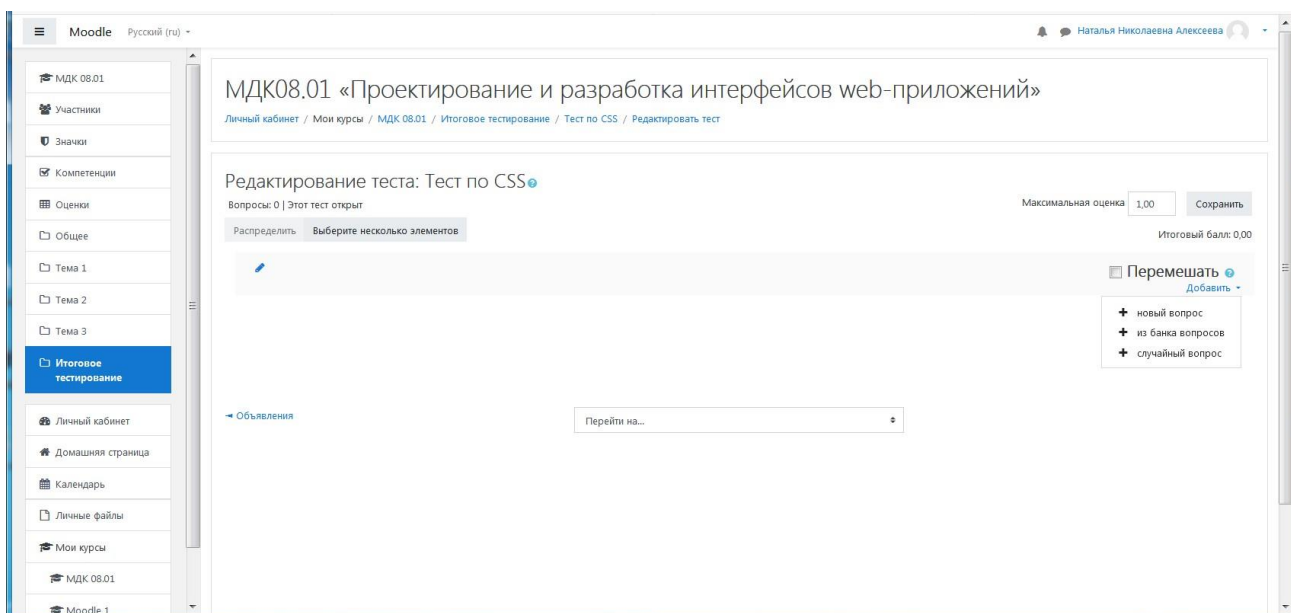 Moodle Русский (ru)
Наталья Николаевна Алексеева
МДК 08.01
Участники
Значки
Компетенции
Оценки
Общее
Тема 1
Тема 2
Тема 3
Итоговое
тестирование
Личный кабинет
Домашняя страница
Календарь
Личные файлы
Мои курсы
МДК 08.01
Moodle 1
МДК08.01 «Проектирование и разработка интерфейсов web-приложений»
Личный кабинет / Мои курсы / МДК 08.01 / Итоговое тестирование / Тест по CSS / Редактировать тест
Редактирование теста: Тест по CSS
Вопросы: 0 | Этот тест открыт
Максимальная оценка 1,00 Сохранить
Распределить Выберите несколько элементов
Итоговый балл: 0,00
Перемешать
Добавить
новый вопрос
из банка вопросов
случайный вопрос
◄ Объявления
Перейти на...